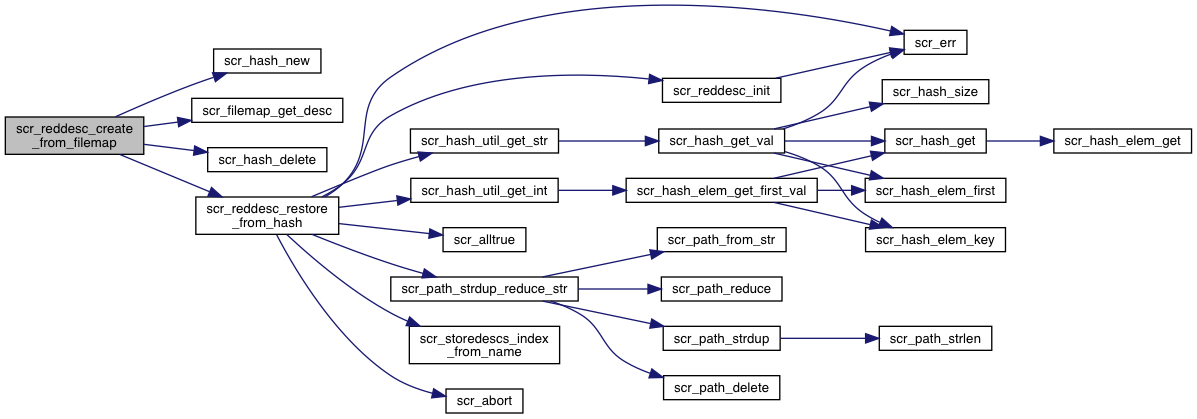 scr_reddesc_create
_from_filemap
scr_hash_new
scr_filemap_get_desc
scr_hash_delete
scr_reddesc_restore
_from_hash
scr_err
scr_reddesc_init
scr_hash_util_get_str
scr_hash_get_val
scr_hash_size
scr_hash_get
scr_hash_elem_get
scr_hash_util_get_int
scr_hash_elem_get_first_val
scr_hash_elem_first
scr_hash_elem_key
scr_alltrue
scr_path_strdup_reduce_str
scr_path_from_str
scr_path_reduce
scr_path_strdup
scr_path_strlen
scr_path_delete
scr_storedescs_index
_from_name
scr_abort